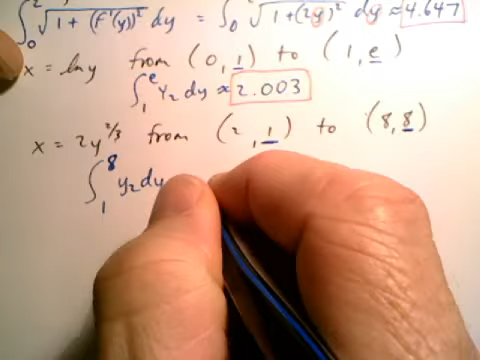 ∫₀² √(1 + (f'(y))²) dy = ∫₀ √(1 + (2y)²) dy ≈ 4.647
x = ln y from (0, 1) to (1, e)
∫₁ᵉ Y₂ dy ≈ 2.003
x = 2y^(2/3) from (2, 1) to (8, 8)
∫₁⁸ y₂ dy